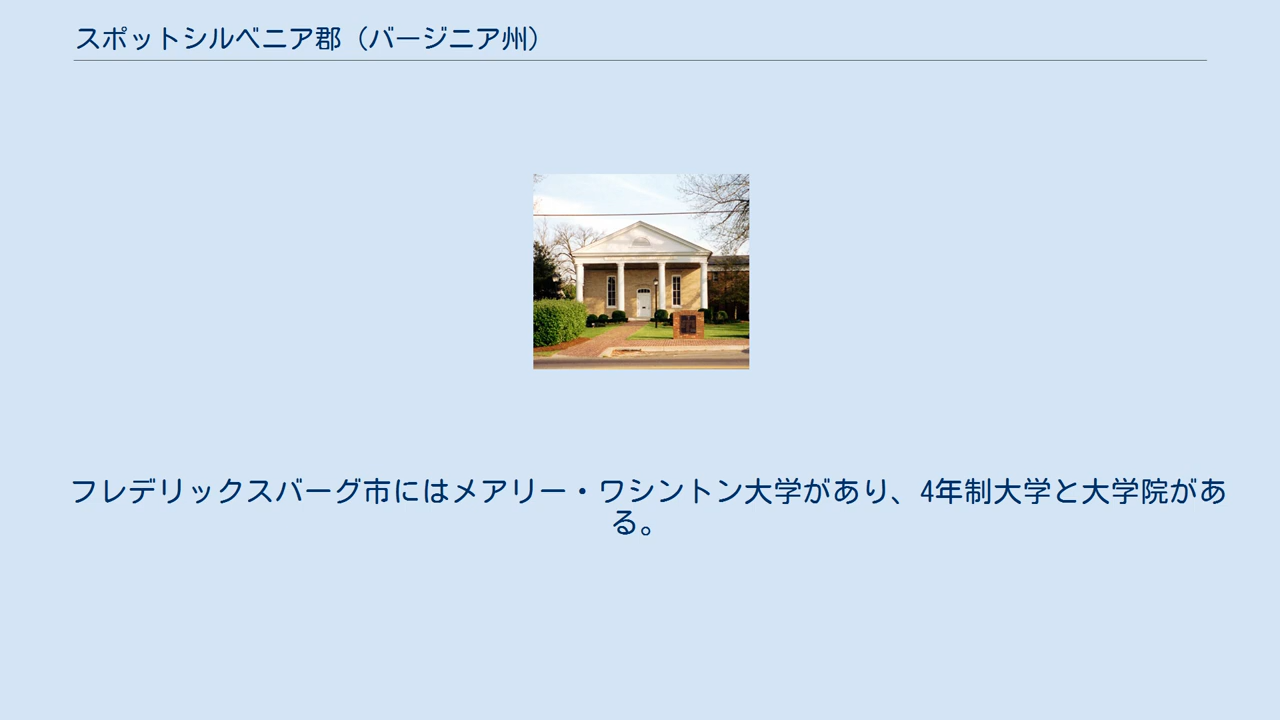 スポットシルベニア郡（バージニア州）
フレデリックスバーグ市にはメアリー・ワシントン大学があり、4年制大学と大学院があ
る。